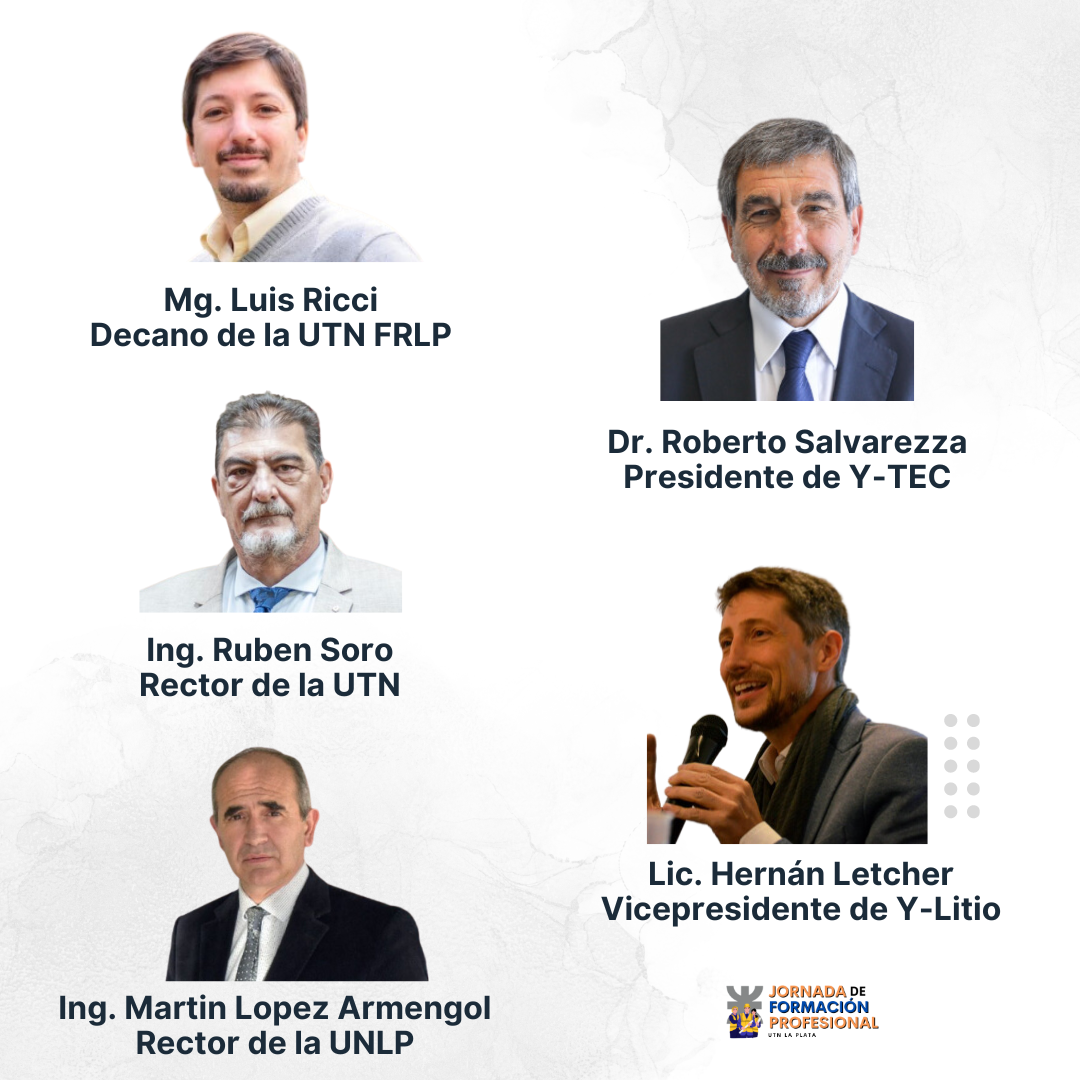 Mg. Luis Ricci
Decano de la UTN FRLP
Dr. Roberto Salvarezza
Presidente de Y-TEC
Ing. Ruben Soro
Rector de la UTN
Lic. Hernán Letcher
Vicepresidente de Y-Litio
Ing. Martin Lopez Armengol
Rector de la UNLP
JORNADA DE
FORMACIÓN
PROFESIONAL
UTN LA PLATA